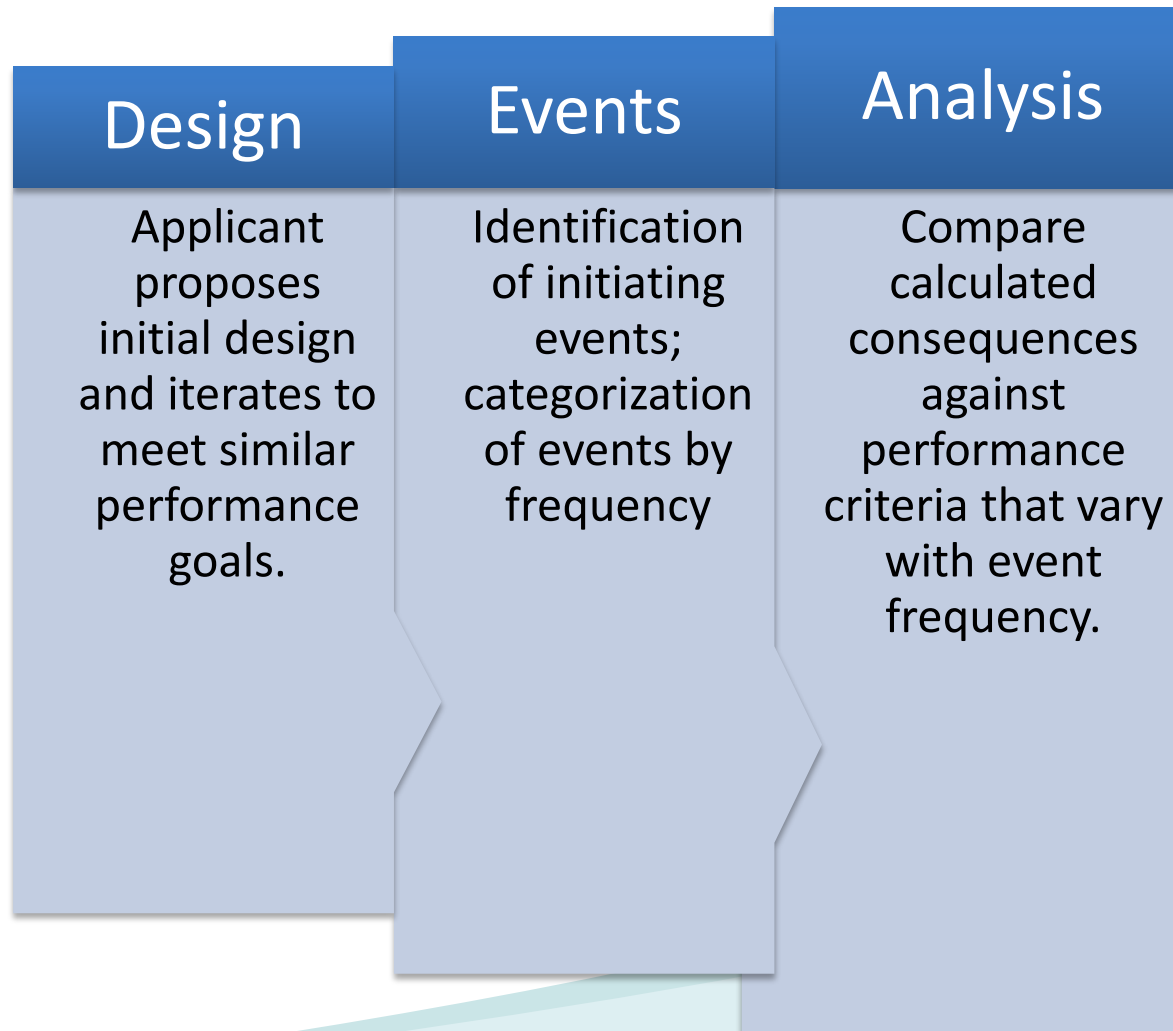 Design
Applicant
proposes
initial design
and iterates to
meet similar
performance
goals.
Events
Identification
of initiating
events;
categorization
of events by
frequency
Analysis
Compare
calculated
consequences
against
performance
criteria that vary
with event
frequency.